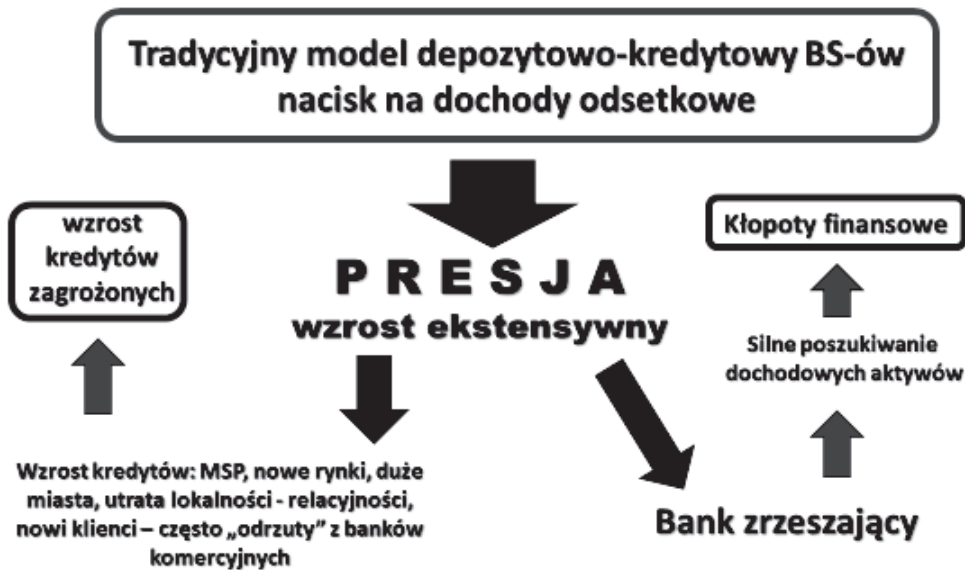 Tradycyjny model depozytowo-kredytowy BS-ów
nacisk na dochody odsetkowe
wzrost
kredytów
zagrożonych
Kłopoty finansowe
PRESJA
wzrost ekstensywny
Silne poszukiwanie
dochodowych aktywów
Wzrost kredytów: MSP, nowe rynki, duże
miasta, utrata lokalności - relacyjności,
nowi klienci – często „odrzuty” z banków
komercyjnych
Bank zrzeszający